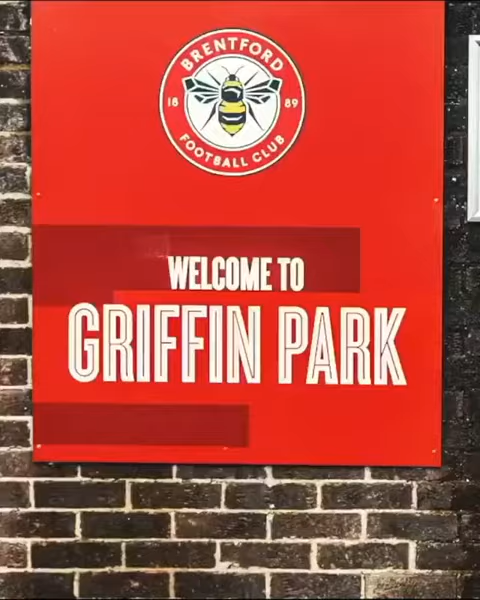 BRENTFORD
18 89
FOOTBALL CLUB
WELCOME TO
GRIFFIN PARK